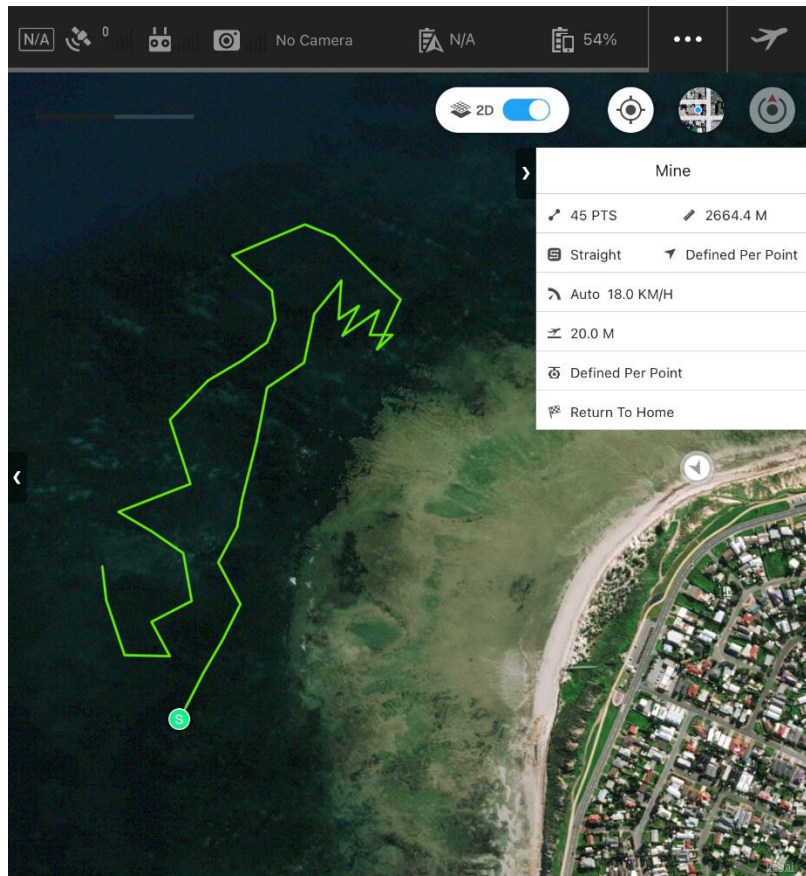 N/A 0 No Camera N/A 54% •••
2D
Mine
45 PTS 2664.4 M
Straight Defined Per Point
Auto 18.0 KM/H
20.0 M
Defined Per Point
Return To Home
S